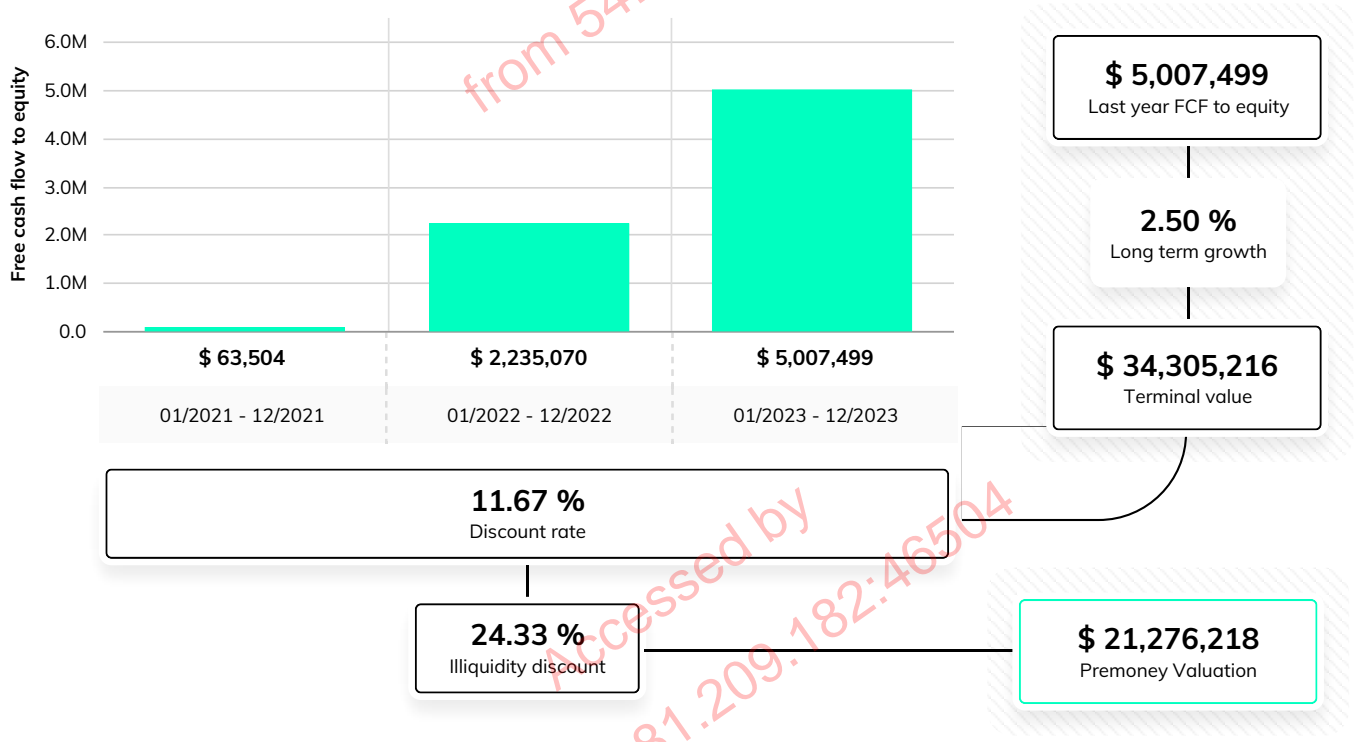 from 54.
Free cash flow to equity
6.0M
5.0M
4.0M
3.0M
2.0M
1.0M
0.0
$ 63,504
$ 2,235,070
$ 5,007,499
01/2021 - 12/2021
01/2022 - 12/2022
01/2023 - 12/2023
$ 5,007,499
Last year FCF to equity
2.50 %
Long term growth
$ 34,305,216
Terminal value
11.67 %
Discount rate
24.33 %
Illiquidity discount
$ 21,276,218
Premoney Valuation
Accessed by
81.209.182:46504